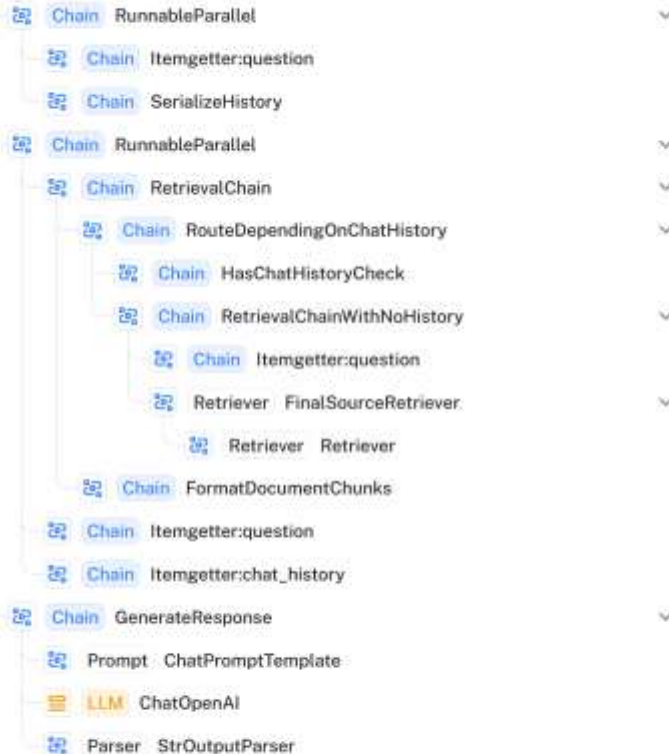 Chain RunnableParallel
Chain Itemgetter:question
Chain SerializeHistory
Chain RunnableParallel
Chain RetrievalChain
Chain RouteDependingOnChatHistory
Chain HasChatHistoryCheck
Chain RetrievalChainWithNoHistory
Chain Itemgetter:question
Retriever FinalSourceRetriever
Retriever Retriever
Chain FormatDocumentChunks
Chain Itemgetter:question
Chain Itemgetter:chat_history
Chain GenerateResponse
Prompt ChatPromptTemplate
LLM ChatOpenAI
Parser StrOutputParser